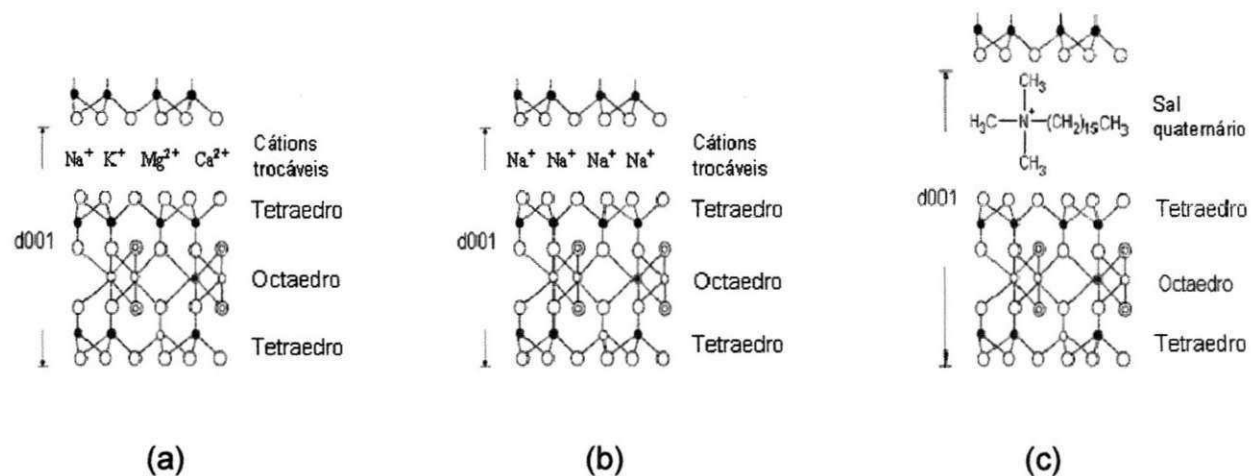 Na⁺ K⁺ Mg²⁺ Ca²⁺
Cátions
trocáveis
Tetraedro
d001
Octaedro
Tetraedro
(a)
Na⁺ Na⁺ Na⁺ Na⁺
Cátions
trocáveis
Tetraedro
d001
Octaedro
Tetraedro
(b)
CH₃
H₃C—N⁺—(CH₂)₁₅CH₃
CH₃
Sal
quaternário
d001
Tetraedro
Octaedro
Tetraedro
(c)